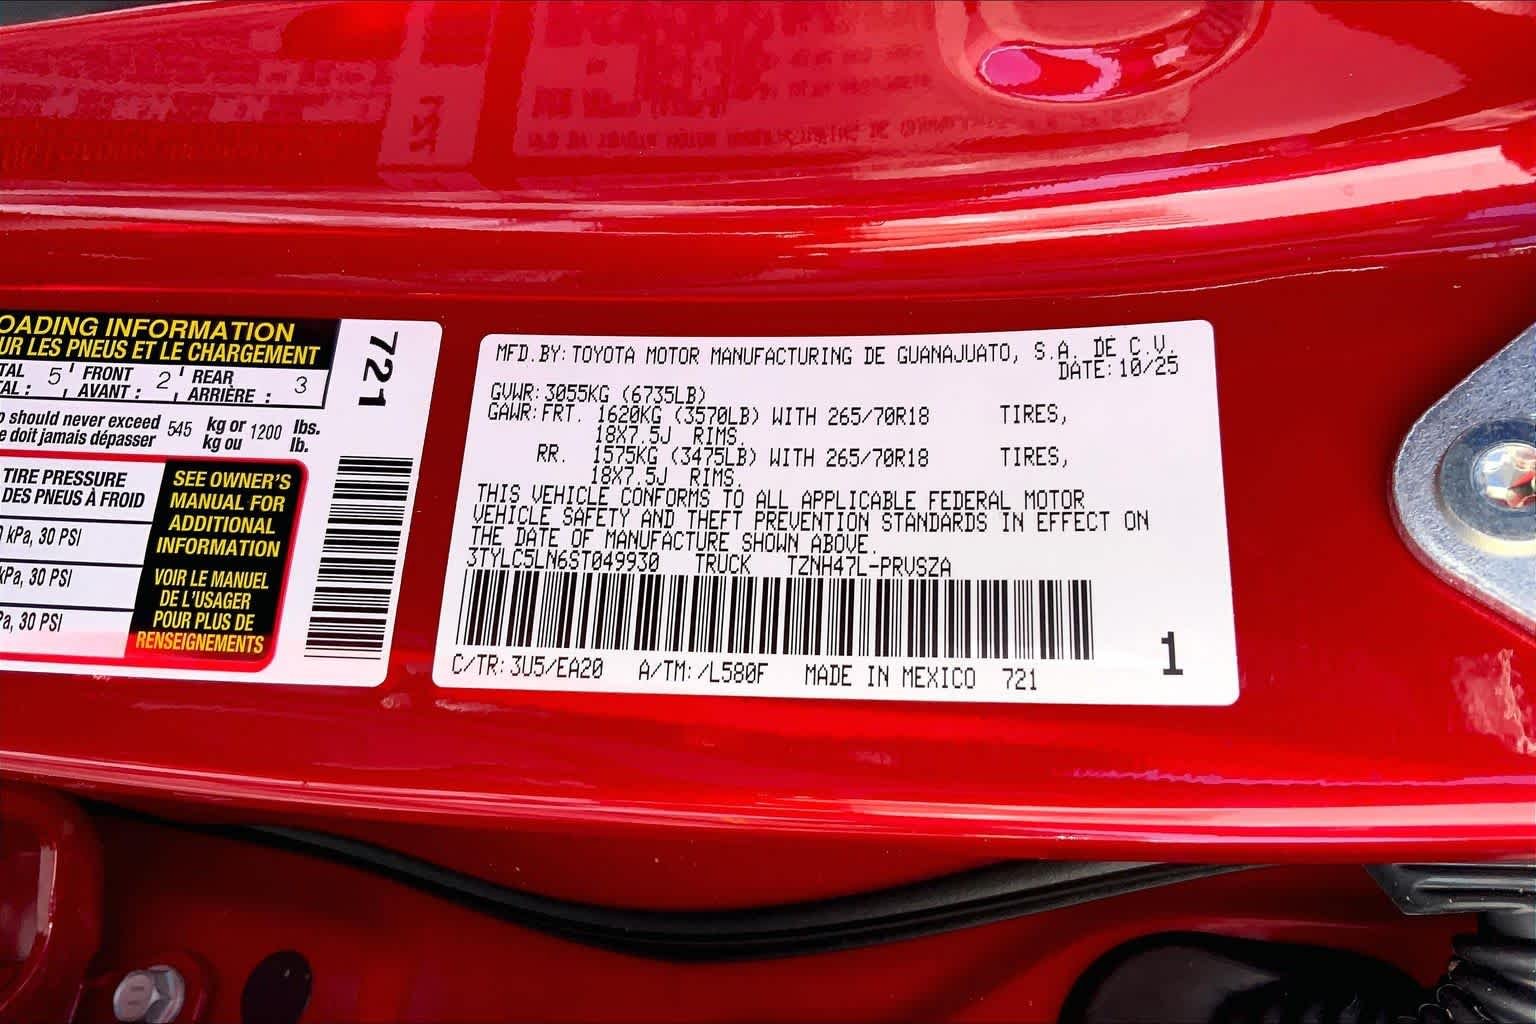 OADING INFORMATION
UR LES PNEUS ET LE CHARGEMENT
TAL 5 FRONT 2 REAR 3
AL : AVANT : ARRIÈRE :
o should never exceed 545 kg or 1200 lbs.
e doit jamais dépasser kg ou lb.
TIRE PRESSURE
DES PNEUS À FROID
kPa, 30 PSI
kPa, 30 PSI
Pa, 30 PSI
SEE OWNER'S
MANUAL FOR
ADDITIONAL
INFORMATION
VOIR LE MANUEL
DE L'USAGER
POUR PLUS DE
RENSEIGNEMENTS
721
MFD.BY: TOYOTA MOTOR MANUFACTURING DE GUANAJUATO, S.A. DE C.V.
DATE: 10/25
GVWR: 3055KG (6735LB)
GAWR: FRT. 1620KG (3570LB) WITH 265/70R18 TIRES,
18X7.5J RIMS.
RR. 1575KG (3475LB) WITH 265/70R18 TIRES,
18X7.5J RIMS.
THIS VEHICLE CONFORMS TO ALL APPLICABLE FEDERAL MOTOR
VEHICLE SAFETY AND THEFT PREVENTION STANDARDS IN EFFECT ON
THE DATE OF MANUFACTURE SHOWN ABOVE.
3TYLC5LN6ST049930 TRUCK TZNH47L-PRVSZA
C/TR: 3U5/EA20 A/TM: /L580F MADE IN MEXICO 721
1